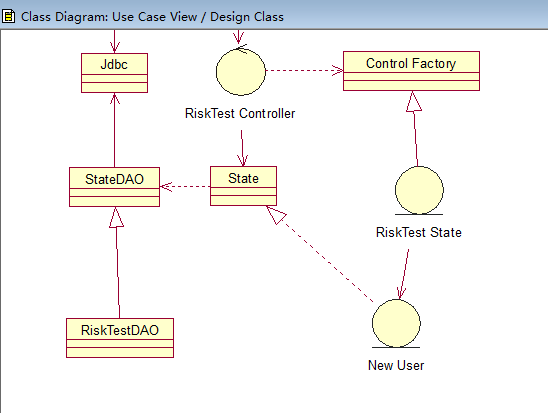 Class Diagram: Use Case View / Design Class
Jdbc
Control Factory
RiskTest Controller
StateDAO
State
RiskTest State
RiskTestDAO
New User